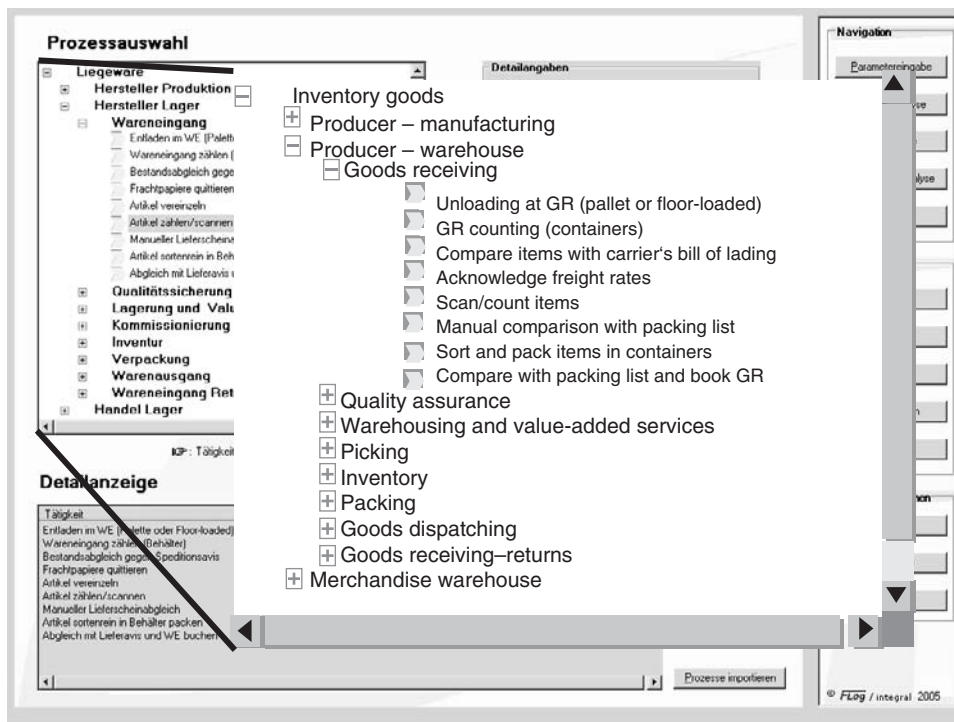 Prozessauswahl
Liegeware
Hersteller Produktion
Hersteller Lager
Wareneingang
Entladen im WE (Palett
Wareneingang zählen (
Bestandsabgleich gege
Frachtpapiere quittieren
Artikel vereinzeln
Artikel zählen/scannen
Manueller Lieferscheina
Artikel sortenrein in Beh
Abgleich mit Lieferavis u
Qualitätssicherung
Lagerung und Valu
Kommissionierung
Inventur
Verpackung
Warenausgang
Wareneingang Ret
Handel Lager
: Tätigkeit
Detailangaben
Inventory goods
Producer – manufacturing
Producer – warehouse
Goods receiving
Unloading at GR (pallet or floor-loaded)
GR counting (containers)
Compare items with carrier‘s bill of lading
Acknowledge freight rates
Scan/count items
Manual comparison with packing list
Sort and pack items in containers
Compare with packing list and book GR
Quality assurance
Warehousing and value-added services
Picking
Inventory
Packing
Goods dispatching
Goods receiving–returns
Merchandise warehouse
Detailanzeige
Tätigkeit
Entladen im WE (Palette oder Floor-loaded)
Wareneingang zählen (Behälter)
Bestandsabgleich gegen Speditionsavis
Frachtpapiere quittieren
Artikel vereinzeln
Artikel zählen/scannen
Manueller Lieferscheinabgleich
Artikel sortenrein in Behälter packen
Abgleich mit Lieferavis und WE buchen
Prozesse importieren
Navigation
Parametereingabe
yse
alyse
© FLog / integral 2005